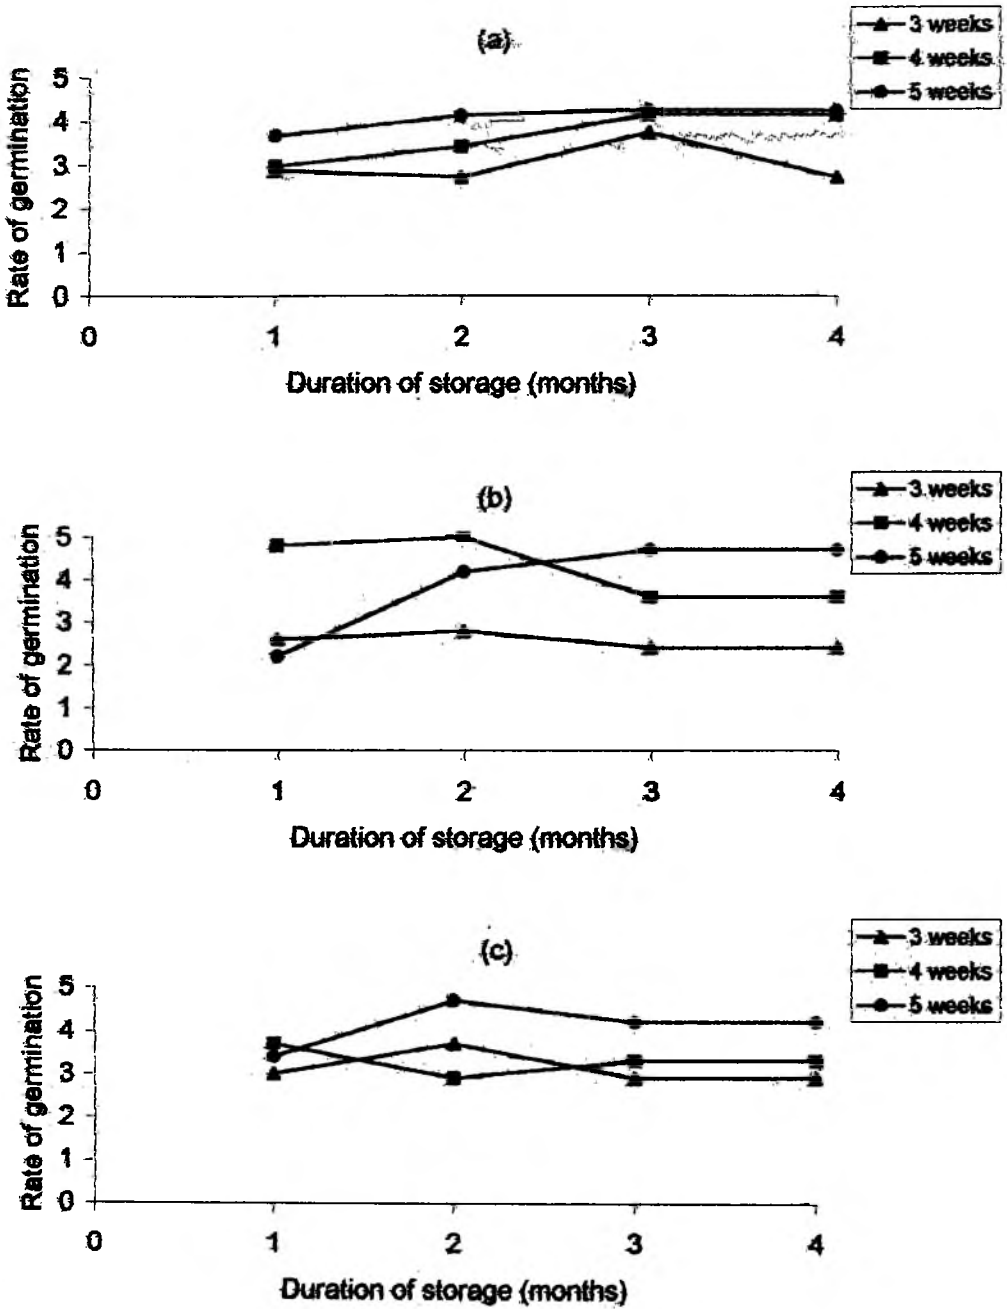 (a)
3 weeks
4 weeks
5 weeks
Rate of germination
5
4
3
2
1
0
0 1 2 3 4
Duration of storage (months)
(b)
3 weeks
4 weeks
5 weeks
Rate of germination
5
4
3
2
1
0
0 1 2 3 4
Duration of storage (months)
(c)
3 weeks
4 weeks
5 weeks
Rate of germination
5
4
3
2
1
0
0 1 2 3 4
Duration of storage (months)